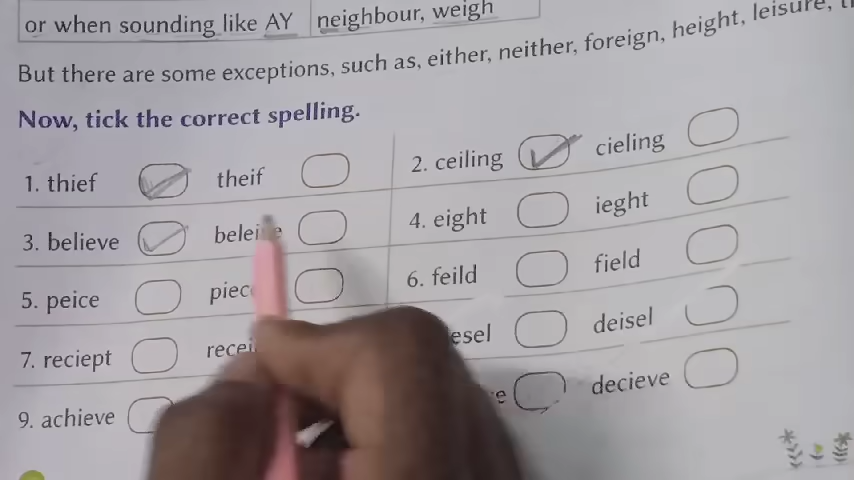 or when sounding like AY neighbour, weigh
But there are some exceptions, such as, either, neither, foreign, height, leisure,
Now, tick the correct spelling.
1. thief theif 2. ceiling cieling
3. believe 4. eight ieght
5. peice 6. feild field
7. reciept deisel
9. achieve decieve